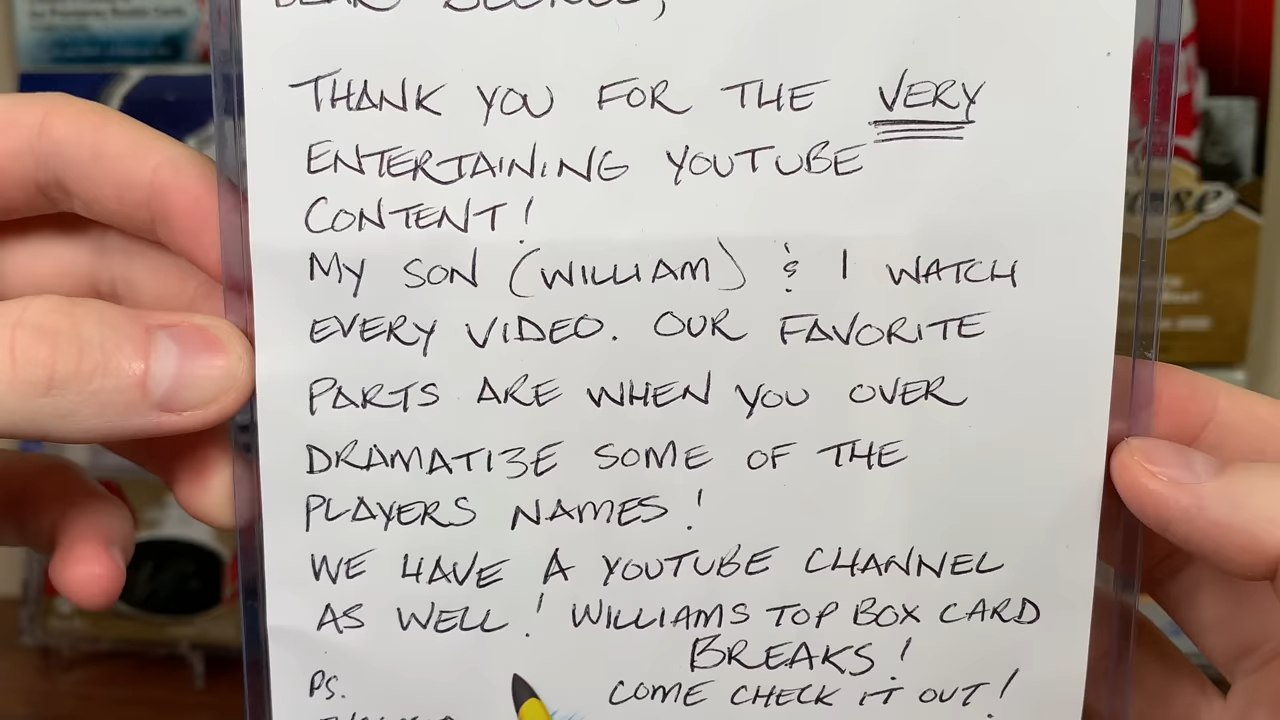 DEAR
THANK YOU FOR THE VERY
ENTERTAINING YOUTUBE
CONTENT!
MY SON (WILLIAM) & I WATCH
EVERY VIDEO. OUR FAVORITE
PARTS ARE WHEN YOU OVER
DRAMATIZE SOME OF THE
PLAYERS NAMES!
WE HAVE A YOUTUBE CHANNEL
AS WELL! WILLIAMS TOP BOX CARD
BREAKS!
PS. COME CHECK IT OUT!